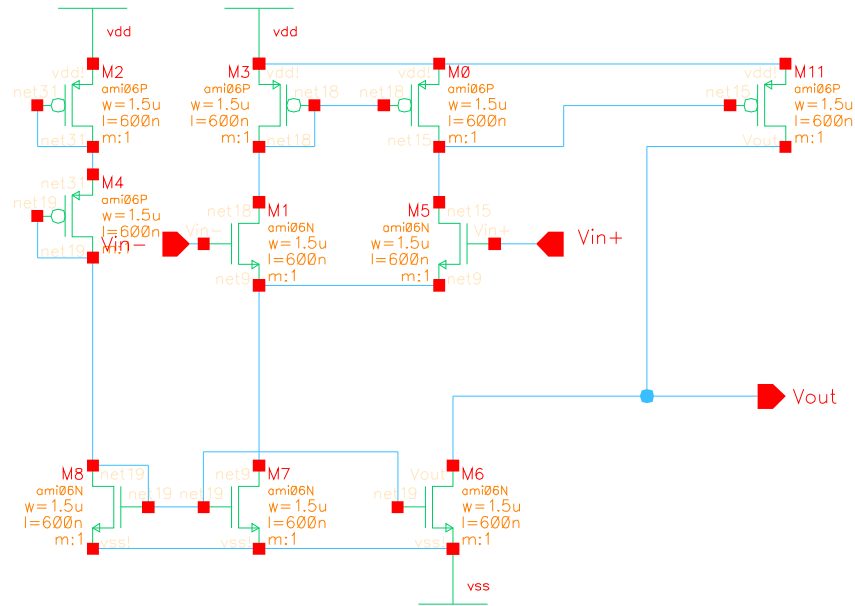 vdd
vdd
vdd!
M2
ami06P
w=1.5u
l=600n
m:1
net31
net31
M3
vdd!
ami06P
w=1.5u
l=600n
m:1
net18
net18
vdd!
M0
ami06P
w=1.5u
l=600n
m:1
net18
net15
vdd!
M11
ami06P
w=1.5u
l=600n
m:1
net15
Vout
net31
M4
ami06P
w=1.5u
l=600n
m:1
net19
net19
Vin-
Vin-
net18
M1
ami06N
w=1.5u
l=600n
m:1
net9
M5
net15
ami06N
w=1.5u
l=600n
m:1
Vin+
net9
Vin+
Vout
M8
net19
ami06N
w=1.5u
l=600n
m:1
net19
vss!
net9
M7
ami06N
w=1.5u
l=600n
m:1
net19
vss!
Vout
M6
ami06N
w=1.5u
l=600n
m:1
net19
vss!
vss